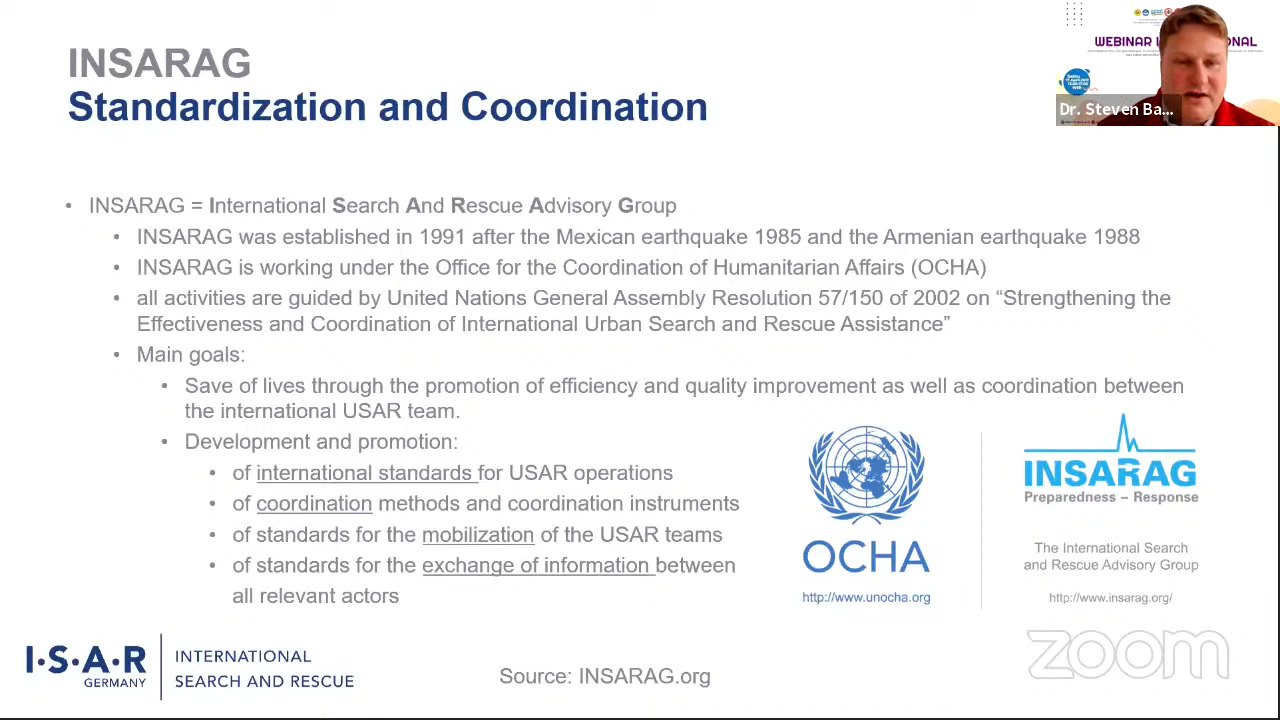 INSARAG
Standardization and Coordination
WEBINAR I
NAL
Dr. Steven Ba...
• INSARAG = International Search And Rescue Advisory Group
• INSARAG was established in 1991 after the Mexican earthquake 1985 and the Armenian earthquake 1988
• INSARAG is working under the Office for the Coordination of Humanitarian Affairs (OCHA)
• all activities are guided by United Nations General Assembly Resolution 57/150 of 2002 on “Strengthening the
Effectiveness and Coordination of International Urban Search and Rescue Assistance”
• Main goals:
• Save of lives through the promotion of efficiency and quality improvement as well as coordination between
the international USAR team.
• Development and promotion:
• of international standards for USAR operations
• of coordination methods and coordination instruments
• of standards for the mobilization of the USAR teams
• of standards for the exchange of information between
all relevant actors
OCHA
http://www.unocha.org
INSARAG
Preparedness – Response
The International Search
and Rescue Advisory Group
http://www.insarag.org/
I·S·A·R
GERMANY
INTERNATIONAL
SEARCH AND RESCUE
Source: INSARAG.org
zoom